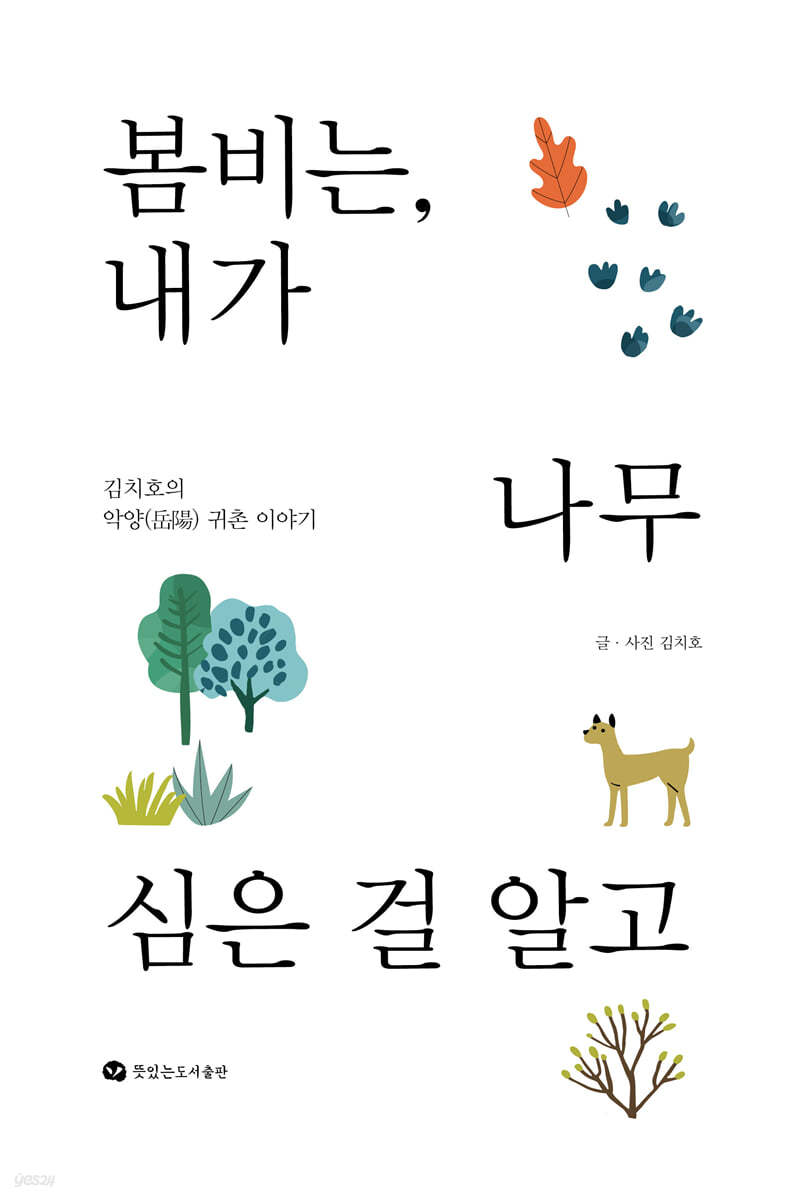 봄비는,
내가
나무
김치호의
악양(岳陽) 귀촌 이야기
글 · 사진 김치호
심은 걸 알고
뜻있는도서출판
yes24